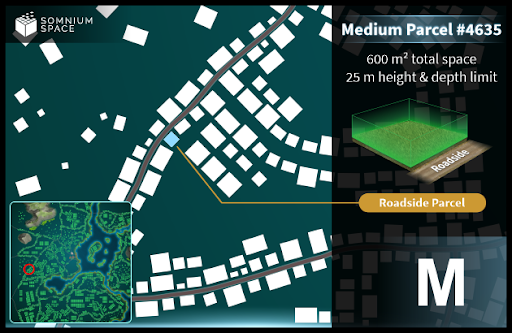 SOMNIUM
SPACE
Medium Parcel #4635
600 m² total space
25 m height & depth limit
Roadside
Roadside Parcel
M